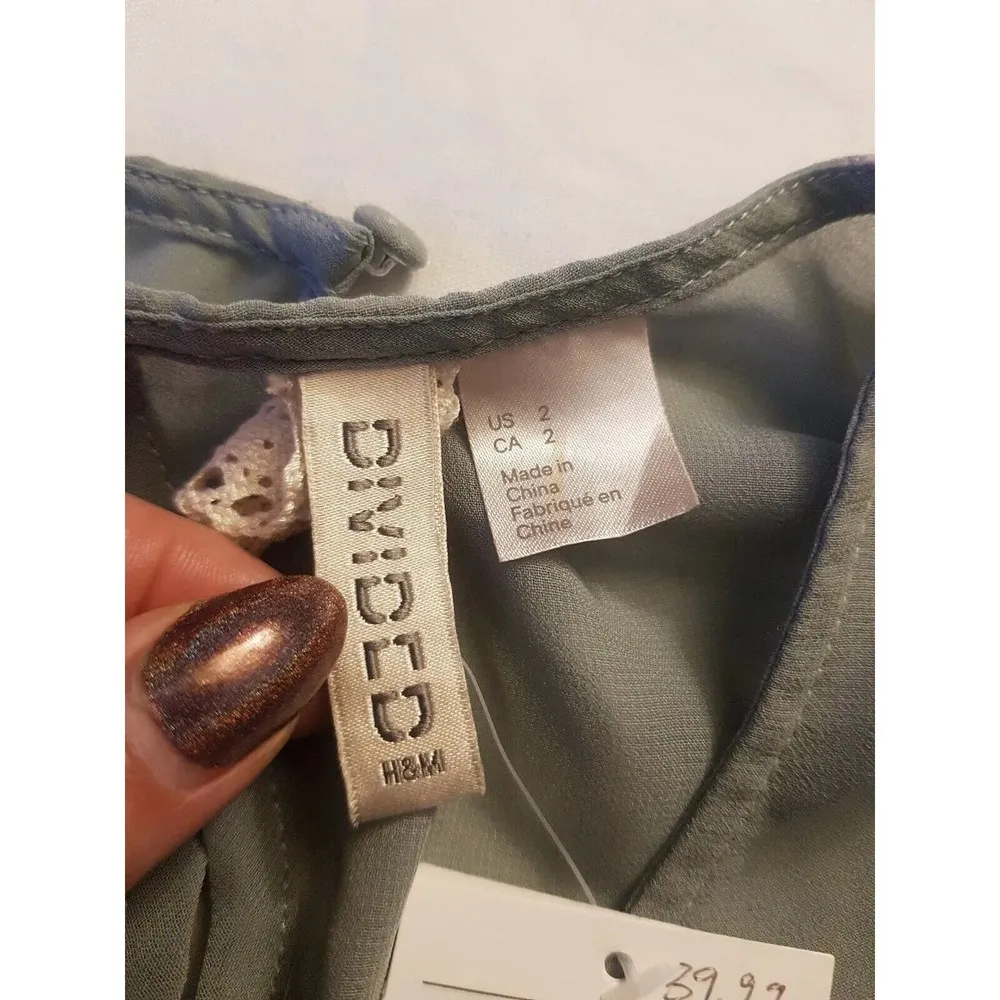 DIVIDED
H&M
US 2
CA 2
Made in
China
Fabriqué en
Chine
39.99